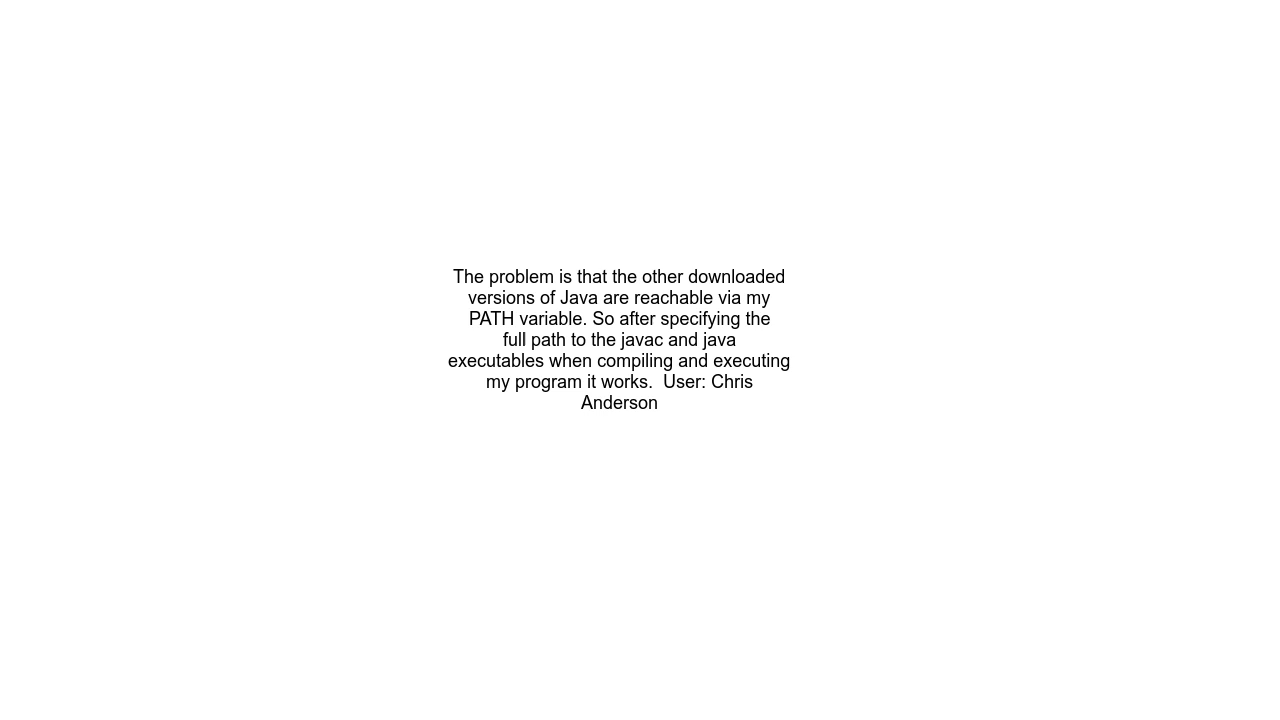 The problem is that the other downloaded
versions of Java are reachable via my
PATH variable. So after specifying the
full path to the javac and java
executables when compiling and executing
my program it works.  User: Chris
Anderson